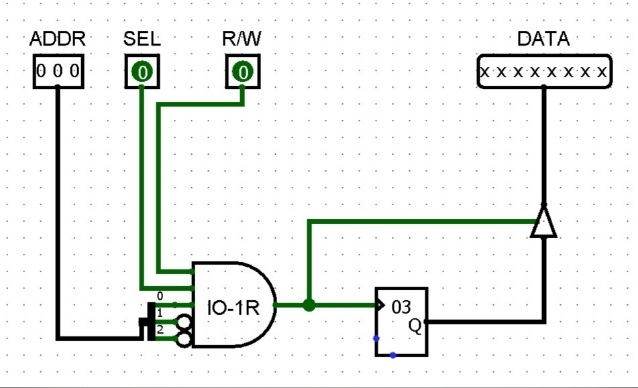 ADDR SEL R/W DATA
0 0 0 0 0 x x x x x x x x
0
1
2
IO-1R
03
Q